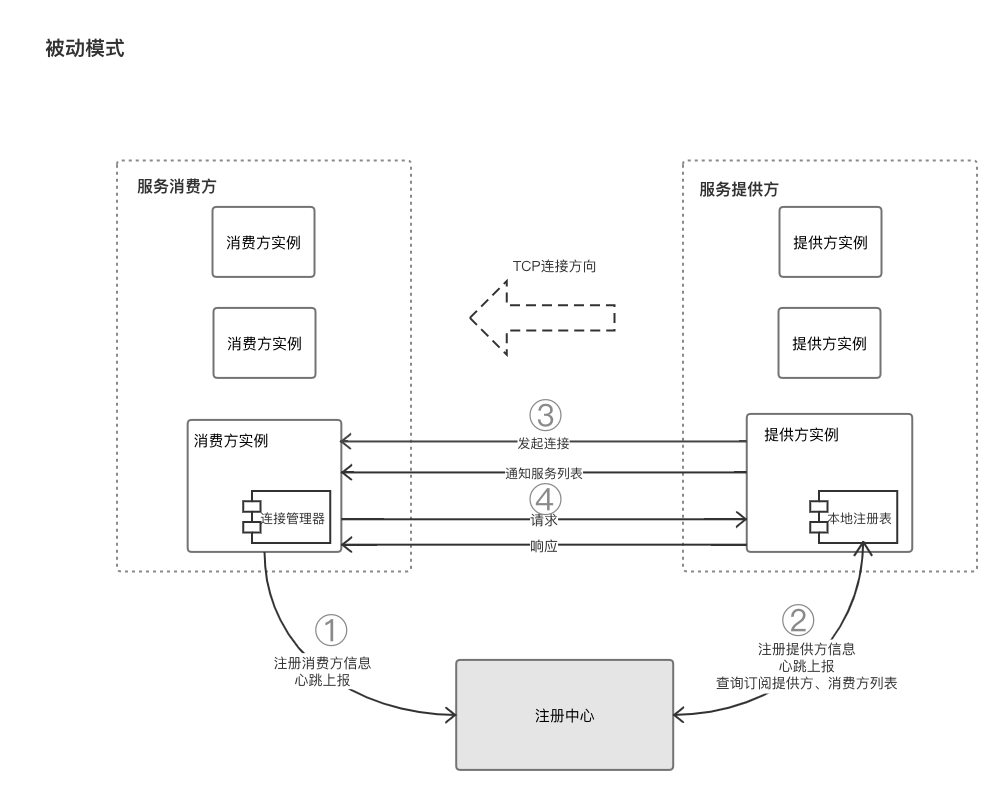 被动模式
服务消费方
消费方实例
消费方实例
消费方实例
连接管理器
TCP连接方向
③
发起连接
通知服务列表
④
请求
响应
服务提供方
提供方实例
提供方实例
提供方实例
本地注册表
①
注册消费方信息
心跳上报
②
注册提供方信息
心跳上报
查询订阅提供方、消费方列表
注册中心